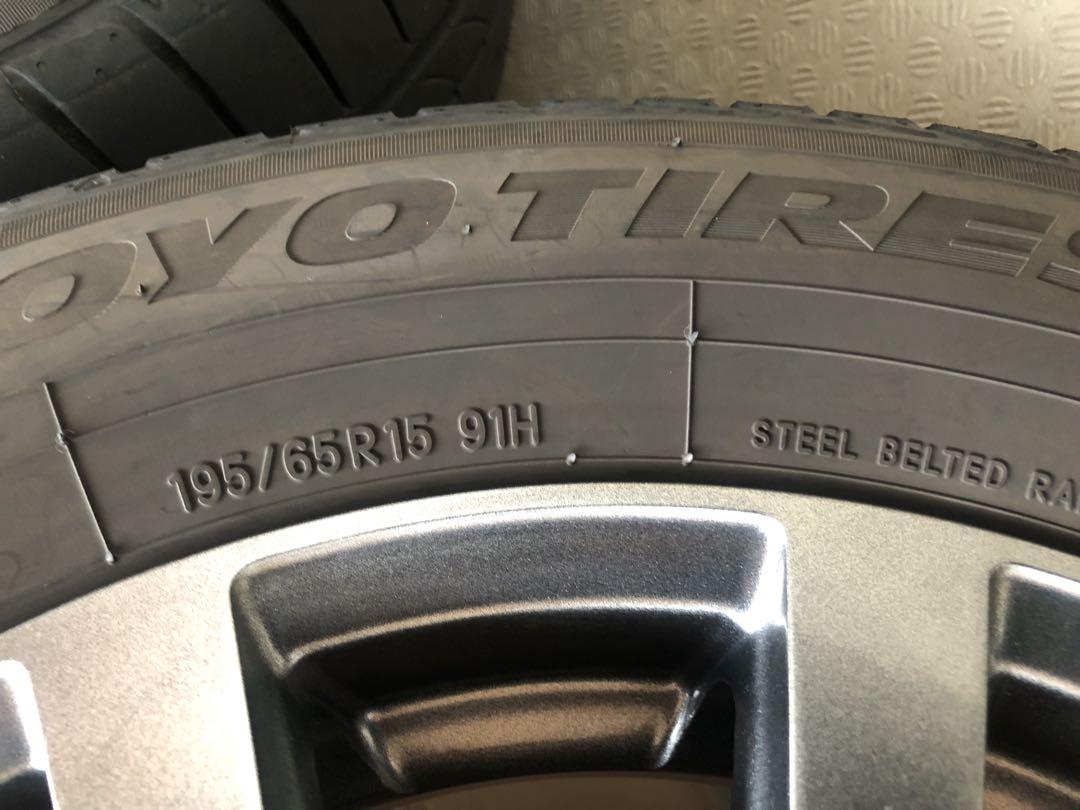 OYO TIRES
195/65R15 91H
STEEL BELTED RA